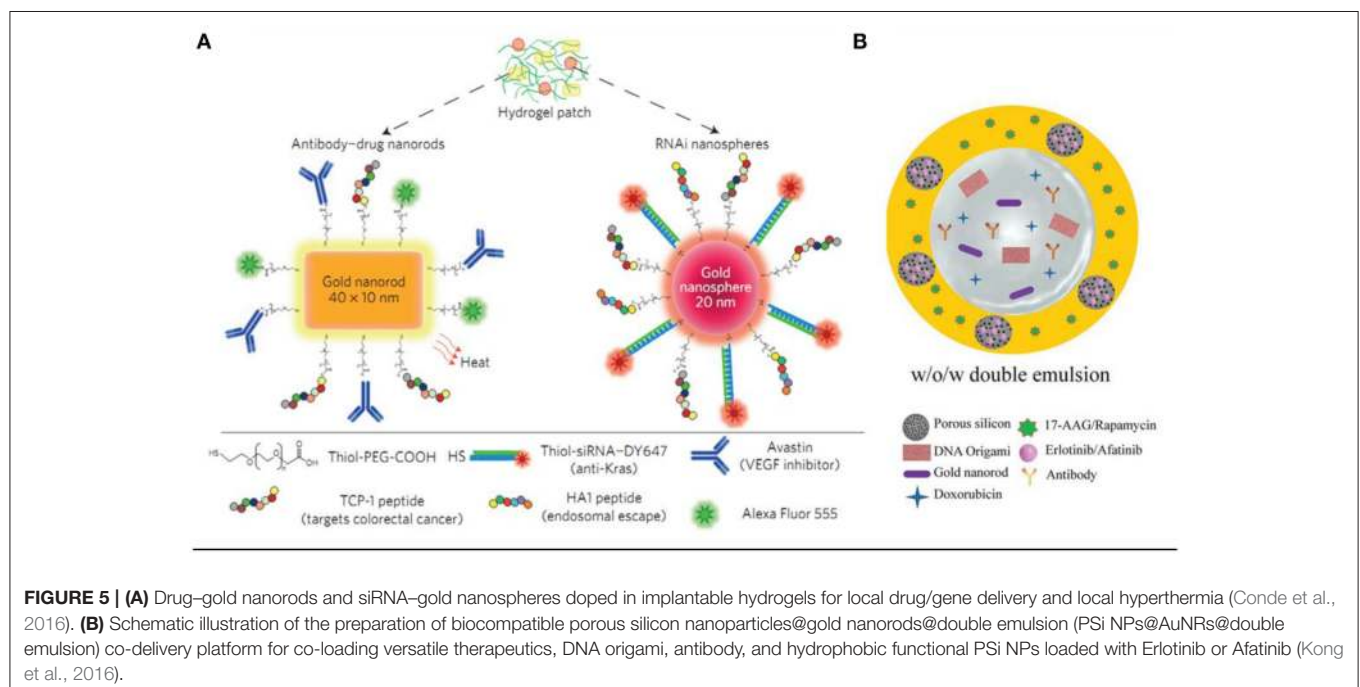 A
B
Hydrogel patch
Antibody–drug nanorods
RNAi nanospheres
Gold nanorod
40 × 10 nm
Gold
nanosphere
20 nm
Heat
w/o/w double emulsion
HS
O
O
O
n
OH
Thiol-PEG-COOH
HS
Thiol-siRNA–DY647
(anti-Kras)
Avastin
(VEGF inhibitor)
TCP-1 peptide
(targets colorectal cancer)
HA1 peptide
(endosomal escape)
Alexa Fluor 555
Porous silicon
17-AAG/Rapamycin
DNA Origami
Erlotinib/Afatinib
Gold nanorod
Antibody
Doxorubicin
FIGURE 5 | (A) Drug–gold nanorods and siRNA–gold nanospheres doped in implantable hydrogels for local drug/gene delivery and local hyperthermia (Conde et al.,
2016). (B) Schematic illustration of the preparation of biocompatible porous silicon nanoparticles@gold nanorods@double emulsion (PSi NPs@AuNRs@double
emulsion) co-delivery platform for co-loading versatile therapeutics, DNA origami, antibody, and hydrophobic functional PSi NPs loaded with Erlotinib or Afatinib (Kong
et al., 2016).